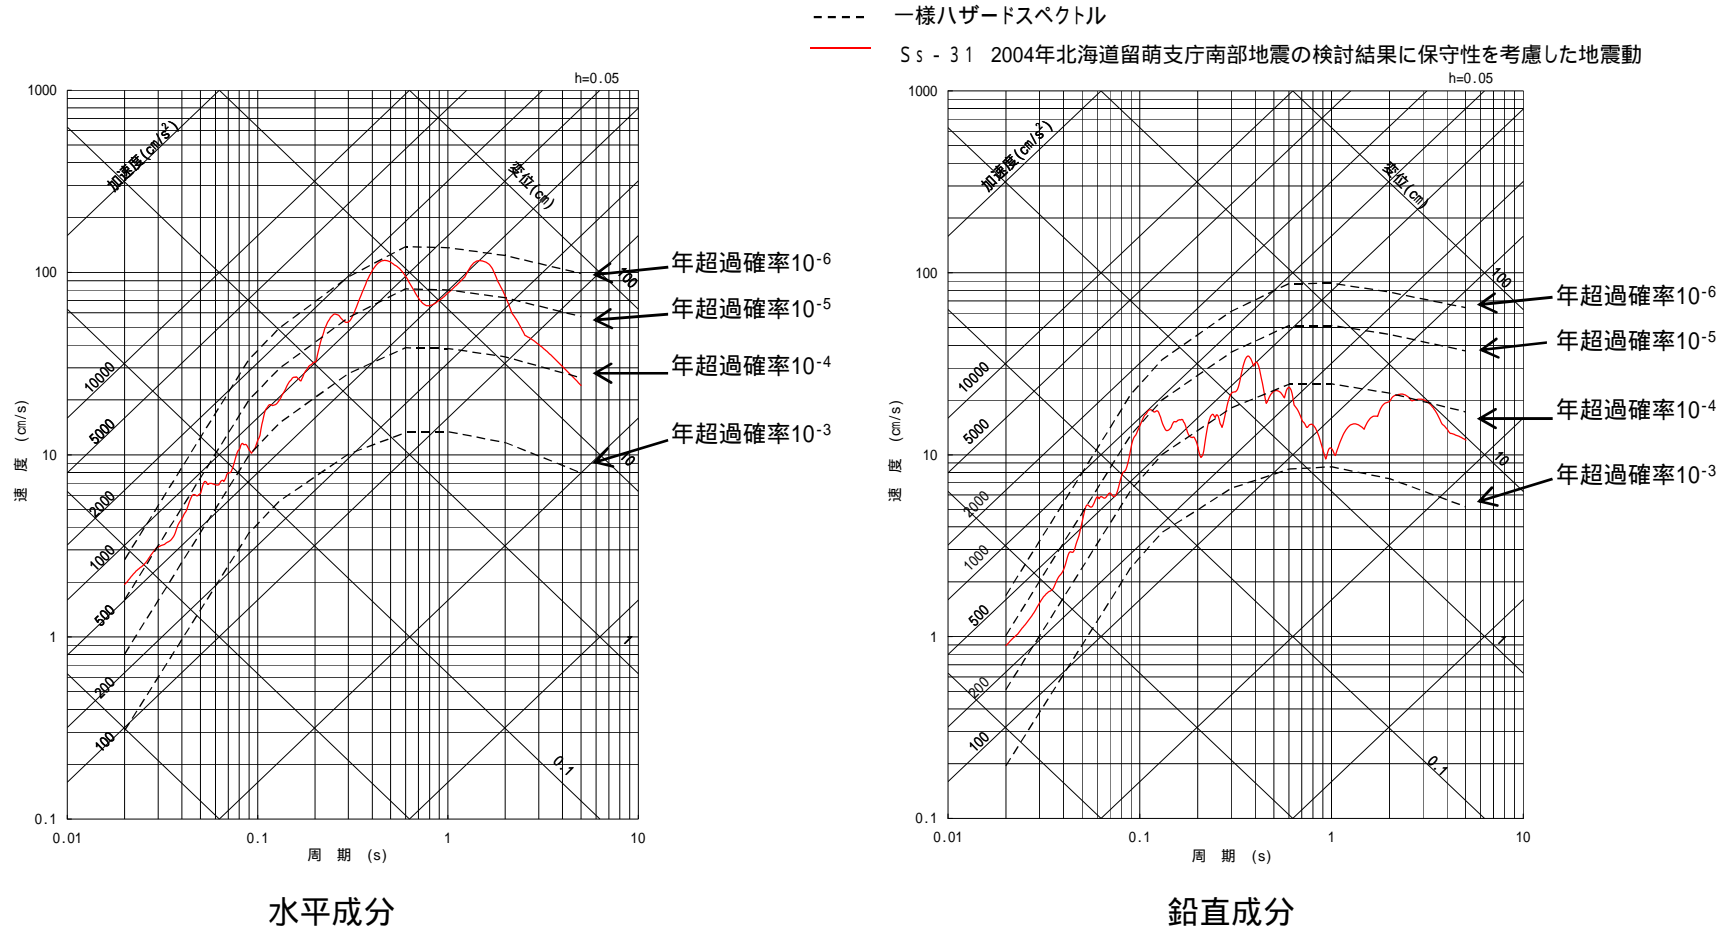 一様ハザードスペクトル
Ss-31 2004年北海道留萌支庁南部地震の検討結果に保守性を考慮した地震動
h=0.05
1000
100
10
1
0.1
0.01
0.1
1
10
速 度 (cm/s)
周 期 (s)
加速度(cm/s²)
変位(cm)
10000
5000
2000
1000
500
200
100
100
10
1
0.1
年超過確率10-6
年超過確率10-5
年超過確率10-4
年超過確率10-3
水平成分
h=0.05
1000
100
10
1
0.1
0.01
0.1
1
10
速 度 (cm/s)
周 期 (s)
加速度(cm/s²)
変位(cm)
10000
5000
2000
1000
500
200
100
100
10
1
0.1
年超過確率10-6
年超過確率10-5
年超過確率10-4
年超過確率10-3
鉛直成分